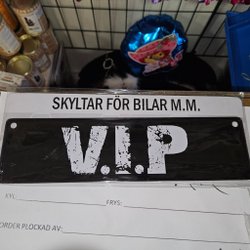 SKYLTAR FÖR BILAR M.M.
V.I.P
KYL:
FRYS:
ORDER PLOCKAD AV: